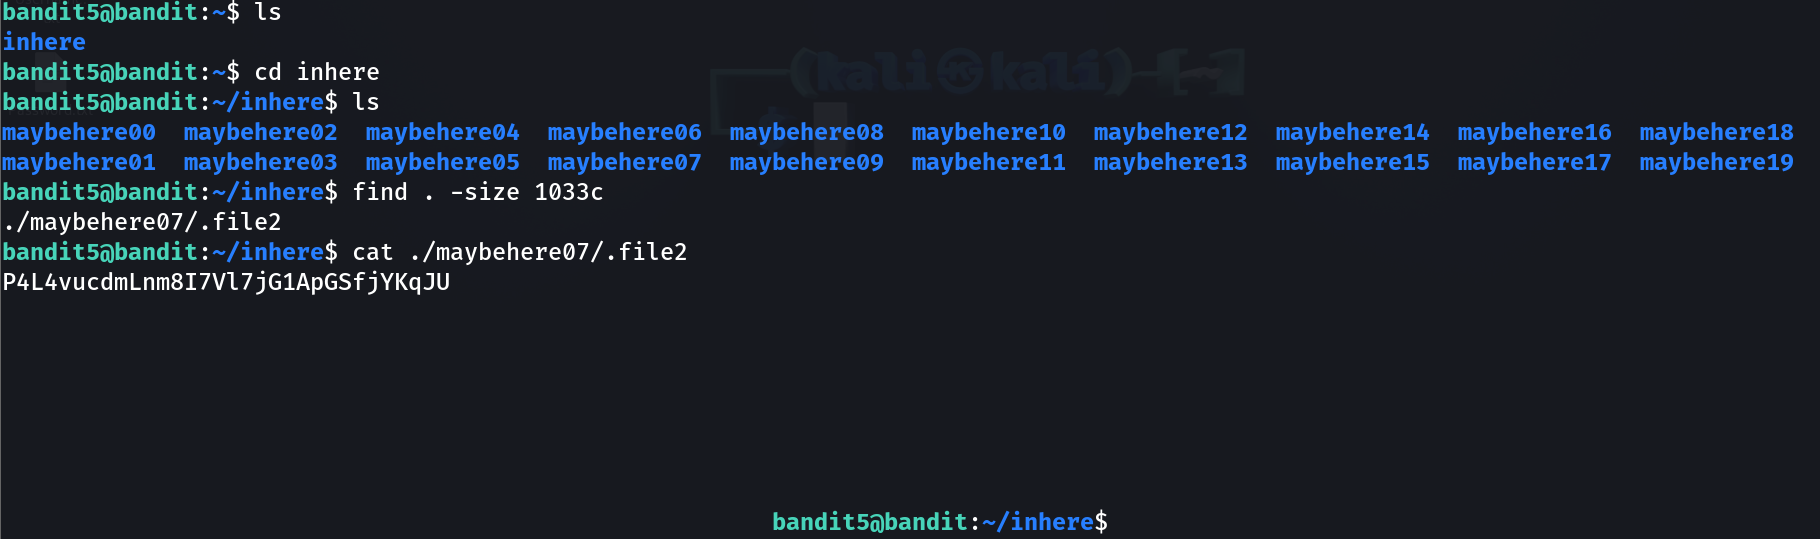 bandit5@bandit:~$ ls
inhere
bandit5@bandit:~$ cd inhere
bandit5@bandit:~/inhere$ ls
maybehere00  maybehere02  maybehere04  maybehere06  maybehere08  maybehere10  maybehere12  maybehere14  maybehere16  maybehere18
maybehere01  maybehere03  maybehere05  maybehere07  maybehere09  maybehere11  maybehere13  maybehere15  maybehere17  maybehere19
bandit5@bandit:~/inhere$ find . -size 1033c
./maybehere07/.file2
bandit5@bandit:~/inhere$ cat ./maybehere07/.file2
P4L4vucdmLnm8I7Vl7jG1ApGSfjYKqJU
bandit5@bandit:~/inhere$
(kali kali)-[~]